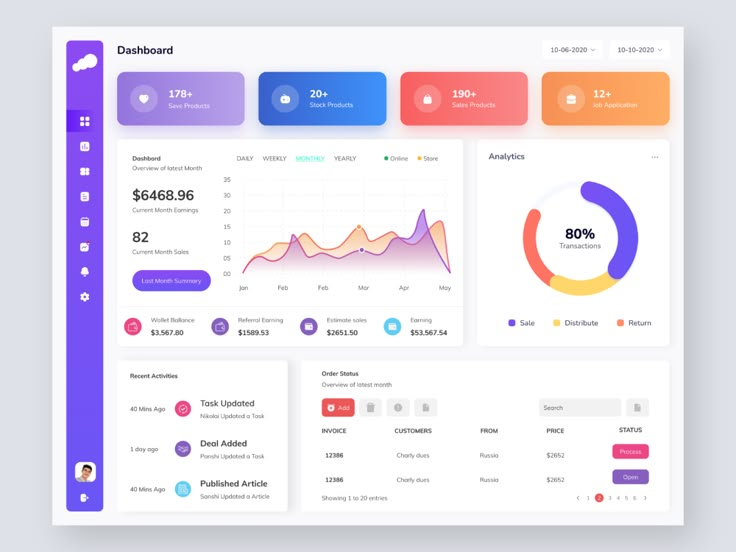 Dashboard
10-06-2020
10-10-2020
178+
Save Products
20+
Stock Products
190+
Sales Products
12+
Job Application
Dashbord
Overview of latest Month
DAILY WEEKLY MONTHLY YEARLY
Online Store
$6468.96
Current Month Earnings
82
Current Month Sales
Last Month Summary
35
30
20
15
10
05
00
Jan Feb Feb Mar Apr May
Wallet Ballance
$3,567.80
Referral Earning
$1589.53
Estimate sales
$2651.50
Earning
$53,567.54
Analytics
80%
Transactions
Sale Distribute Return
Recent Activities
40 Mins Ago
Task Updated
Nikolai Updated a Task
1 day ago
Deal Added
Panshi Updated a Task
40 Mins Ago
Published Article
Sanshi Updated a Article
Order Status
Overview of latest month
Add
Search
INVOICE CUSTOMERS FROM PRICE STATUS
12386 Charly dues Russia $2652 Process
12386 Charly dues Russia $2652 Open
Showing 1 to 20 entries
1 2 3 4 5 6